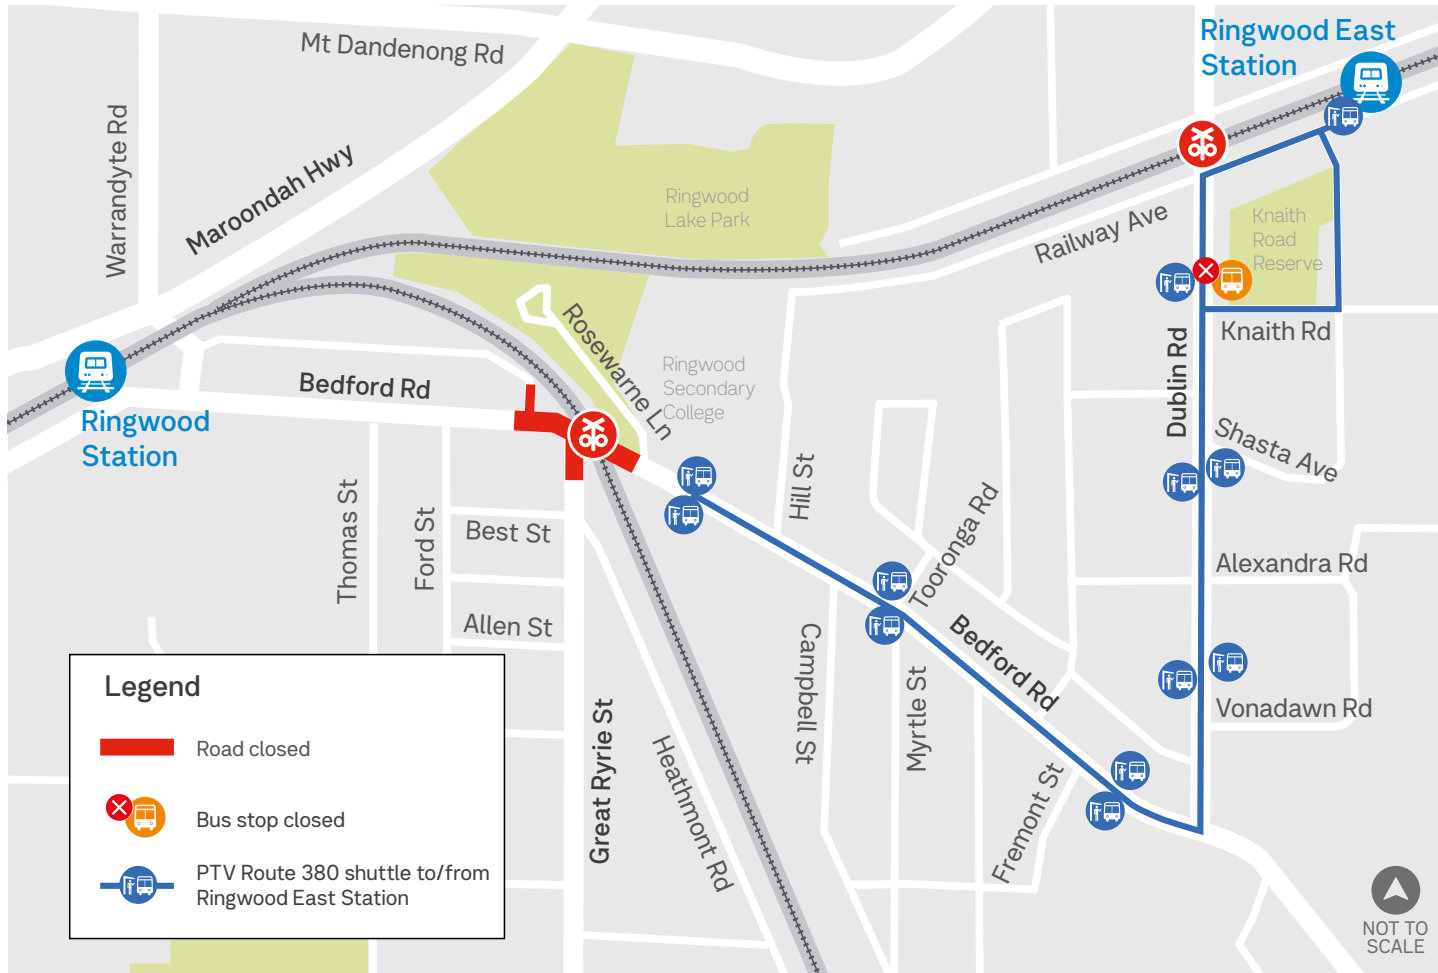 Ringwood East
Station
Mt Dandenong Rd
Warrandyte Rd
Maroondah Hwy
Ringwood
Lake Park
Railway Ave
Knaith
Road
Reserve
Knaith Rd
Rosewarne Ln
Ringwood
Secondary
College
Dublin Rd
Bedford Rd
Ringwood
Station
Shasta Ave
Hill St
Thomas St
Ford St
Best St
Tooronga Rd
Alexandra Rd
Allen St
Campbell St
Bedford Rd
Myrtle St
Vonadawn Rd
Great Ryrie St
Heathmont Rd
Fremont St
Legend
Road closed
Bus stop closed
PTV Route 380 shuttle to/from
Ringwood East Station
NOT TO
SCALE